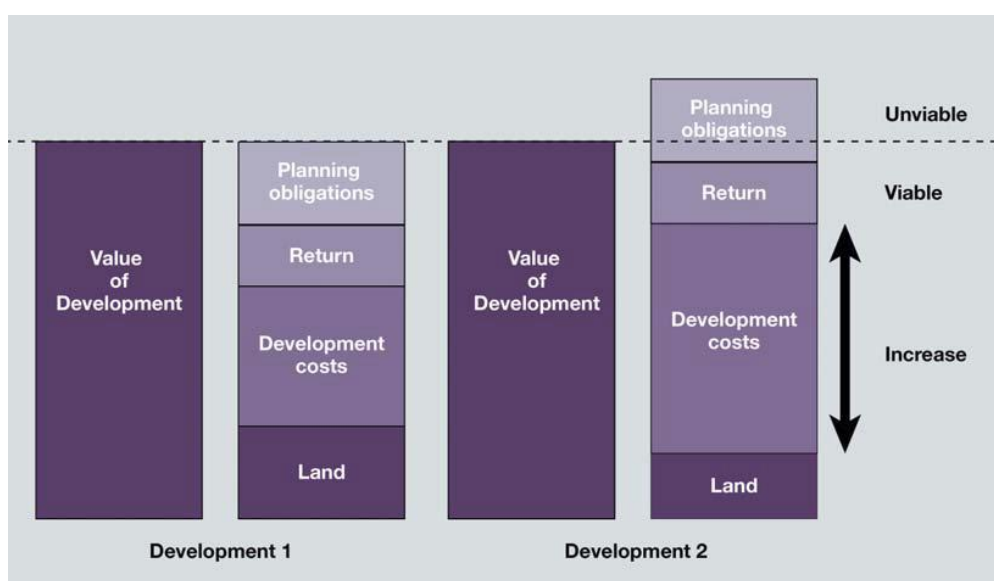 Value
of
Development
Planning
obligations
Return
Development
costs
Land
Development 1
Value
of
Development
Planning
obligations
Return
Development
costs
Land
Development 2
Unviable
Viable
Increase